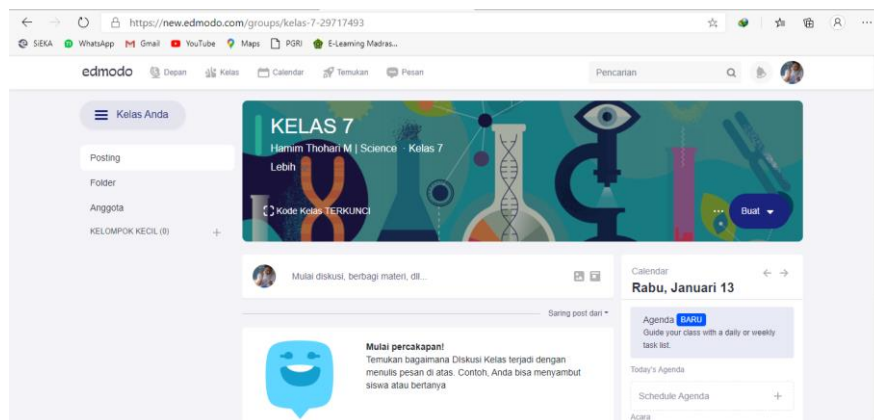 https://new.edmodo.com/groups/kelas-7-29717493
SiEKA WhatsApp Gmail YouTube Maps PGRI E-Learning Madras...
edmodo Depan Kelas Calendar Temukan Pesan Pencarian
Kelas Anda
Posting
Folder
Anggota
KELOMPOK KECIL (0) +
KELAS 7
Hamim Thohari M | Science · Kelas 7
Lebih
Kode Kelas TERKUNCI
... Buat
Mulai diskusi, berbagi materi, dll...
Saring post dari
Mulai percakapan!
Temukan bagaimana DIskusi Kelas terjadi dengan
menulis pesan di atas. Contoh, Anda bisa menyambut
siswa atau bertanya
Calendar
Rabu, Januari 13
Agenda BARU
Guide your class with a daily or weekly
task list.
Today's Agenda
Schedule Agenda +
Acara